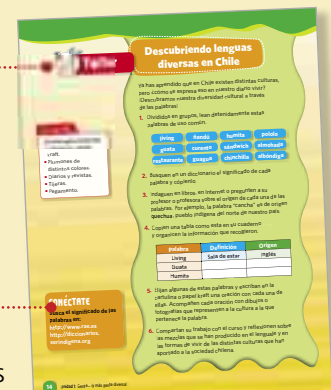 Taller
Descubriendo lenguas
diversas en Chile
Ya has aprendido que en Chile existen distintas culturas,
pero ¿cómo se expresa eso en nuestro diario vivir?
¡Descubramos nuestra diversidad cultural a través
de las palabras!
1. Divididos en grupos, lean detenidamente estas
palabras de uso común.
living ñandú humita pololo
guata sándwich almohada
restaurante guagua chinchilla albóndiga
craft.
• Plumones de
distintos colores.
• Diarios y revistas.
• Tijeras.
• Pegamento.
2. Busquen en un diccionario el significado de cada
palabra y cópienlo.
3. Indaguen en libros, en Internet o pregunten a su
profesor o profesora sobre el origen de cada una de las
palabras. Por ejemplo, la palabra "cancha" es de origen
quechua, pueblo indígena del norte de nuestro país.
4. Copien una tabla como esta en su cuaderno
y organicen la información que recogieron.
Palabra Definición Origen
Living Sala de estar Inglés
Guata
Humita
CONÉCTATE
Busca el significado de las
palabras en:
http://www.rae.es
5. Elijan algunas de estas palabras y escriban en la
cartulina o papel kraft una oración con cada una de
ellas. Acompañen cada oración con dibujos o
fotografías que representen a la cultura a la que
pertenece la palabra.
6. Compartan su trabajo con el curso y reflexionen sobre
las mezclas que se han producido en el lenguaje y en
las formas de vivir de las distintas culturas que han
aportado a la sociedad chilena.
14 Unidad 1
s